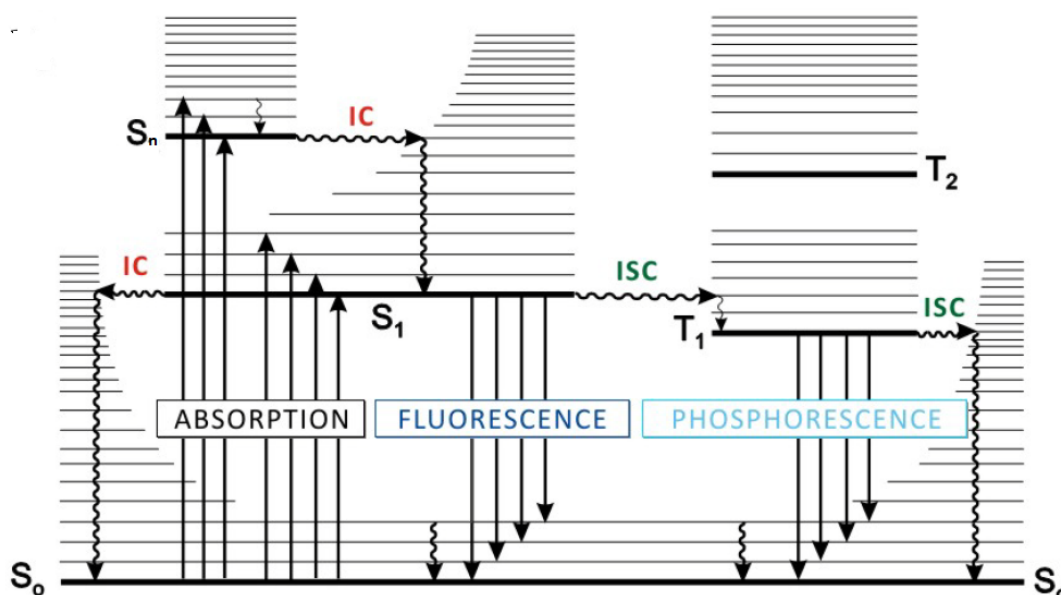 IC
Sₙ
T₂
IC
ISC
S₁
T₁
ISC
ABSORPTION
FLUORESCENCE
PHOSPHORESCENCE
S₀